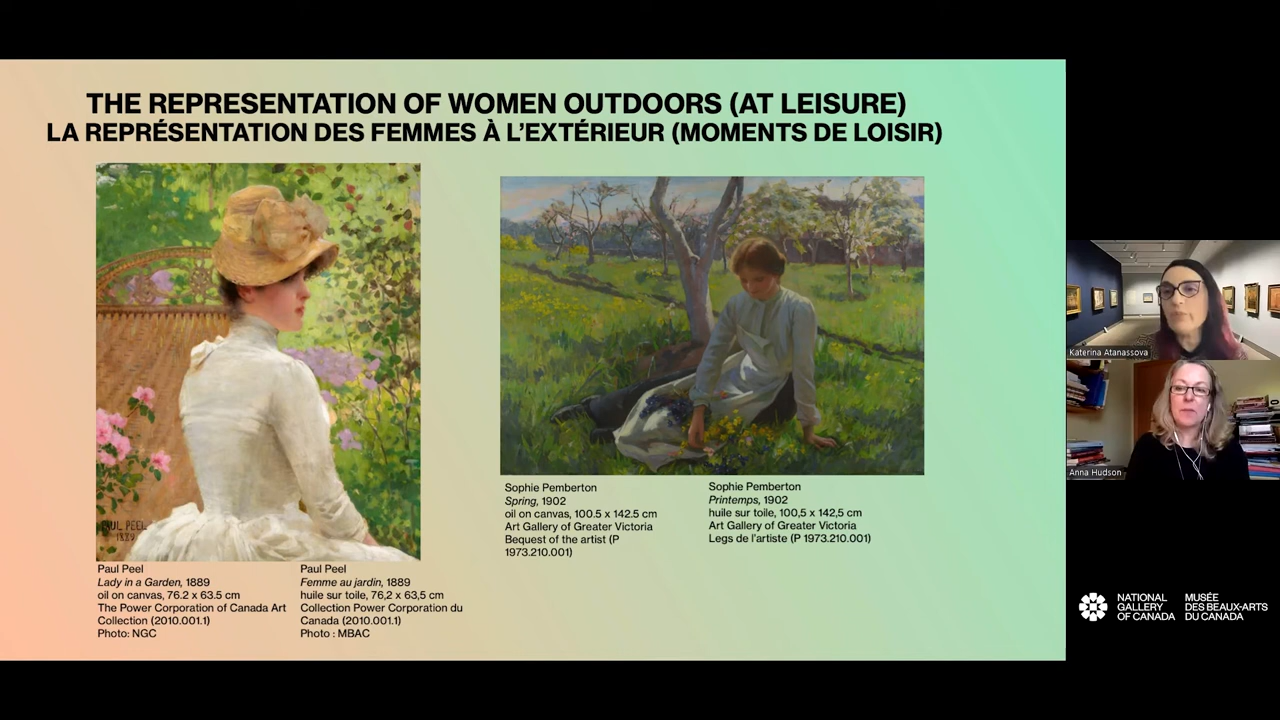 THE REPRESENTATION OF WOMEN OUTDOORS (AT LEISURE)
LA REPRÉSENTATION DES FEMMES À L'EXTÉRIEUR (MOMENTS DE LOISIR)
PAUL PEEL
1889
Paul Peel
Lady in a Garden, 1889
oil on canvas, 76.2 x 63.5 cm
The Power Corporation of Canada Art
Collection (2010.001.1)
Photo: NGC
Paul Peel
Femme au jardin, 1889
huile sur toile, 76,2 x 63,5 cm
Collection Power Corporation du
Canada (2010.001.1)
Photo : MBAC
Sophie Pemberton
Spring, 1902
oil on canvas, 100.5 x 142.5 cm
Art Gallery of Greater Victoria
Bequest of the artist (P
1973.210.001)
Sophie Pemberton
Printemps, 1902
huile sur toile, 100,5 x 142,5 cm
Art Gallery of Greater Victoria
Legs de l'artiste (P 1973.210.001)
Katerina Atanassova
Anna Hudson
NATIONAL
GALLERY
OF CANADA
MUSÉE
DES BEAUX-ARTS
DU CANADA